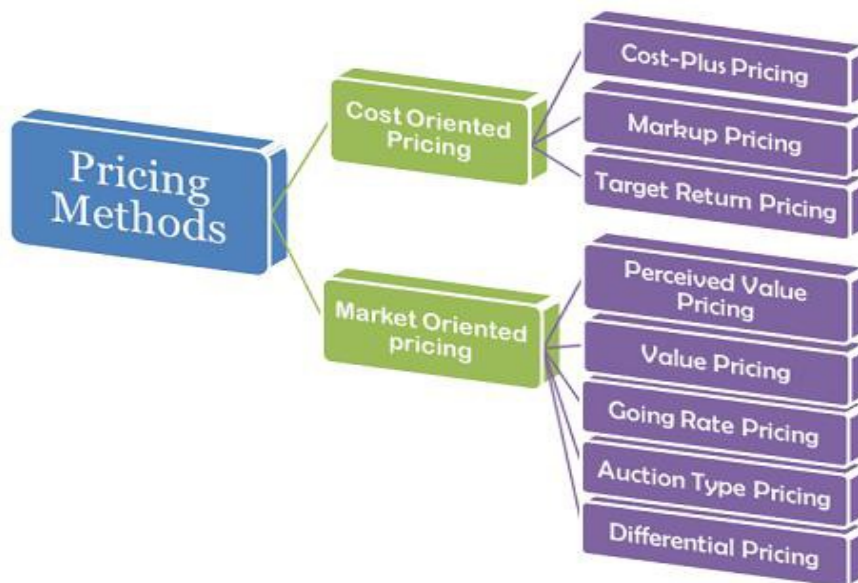 Pricing
Methods
Cost Oriented
Pricing
Cost-Plus Pricing
Markup Pricing
Target Return Pricing
Market Oriented
pricing
Perceived Value
Pricing
Value Pricing
Going Rate Pricing
Auction Type Pricing
Differential Pricing